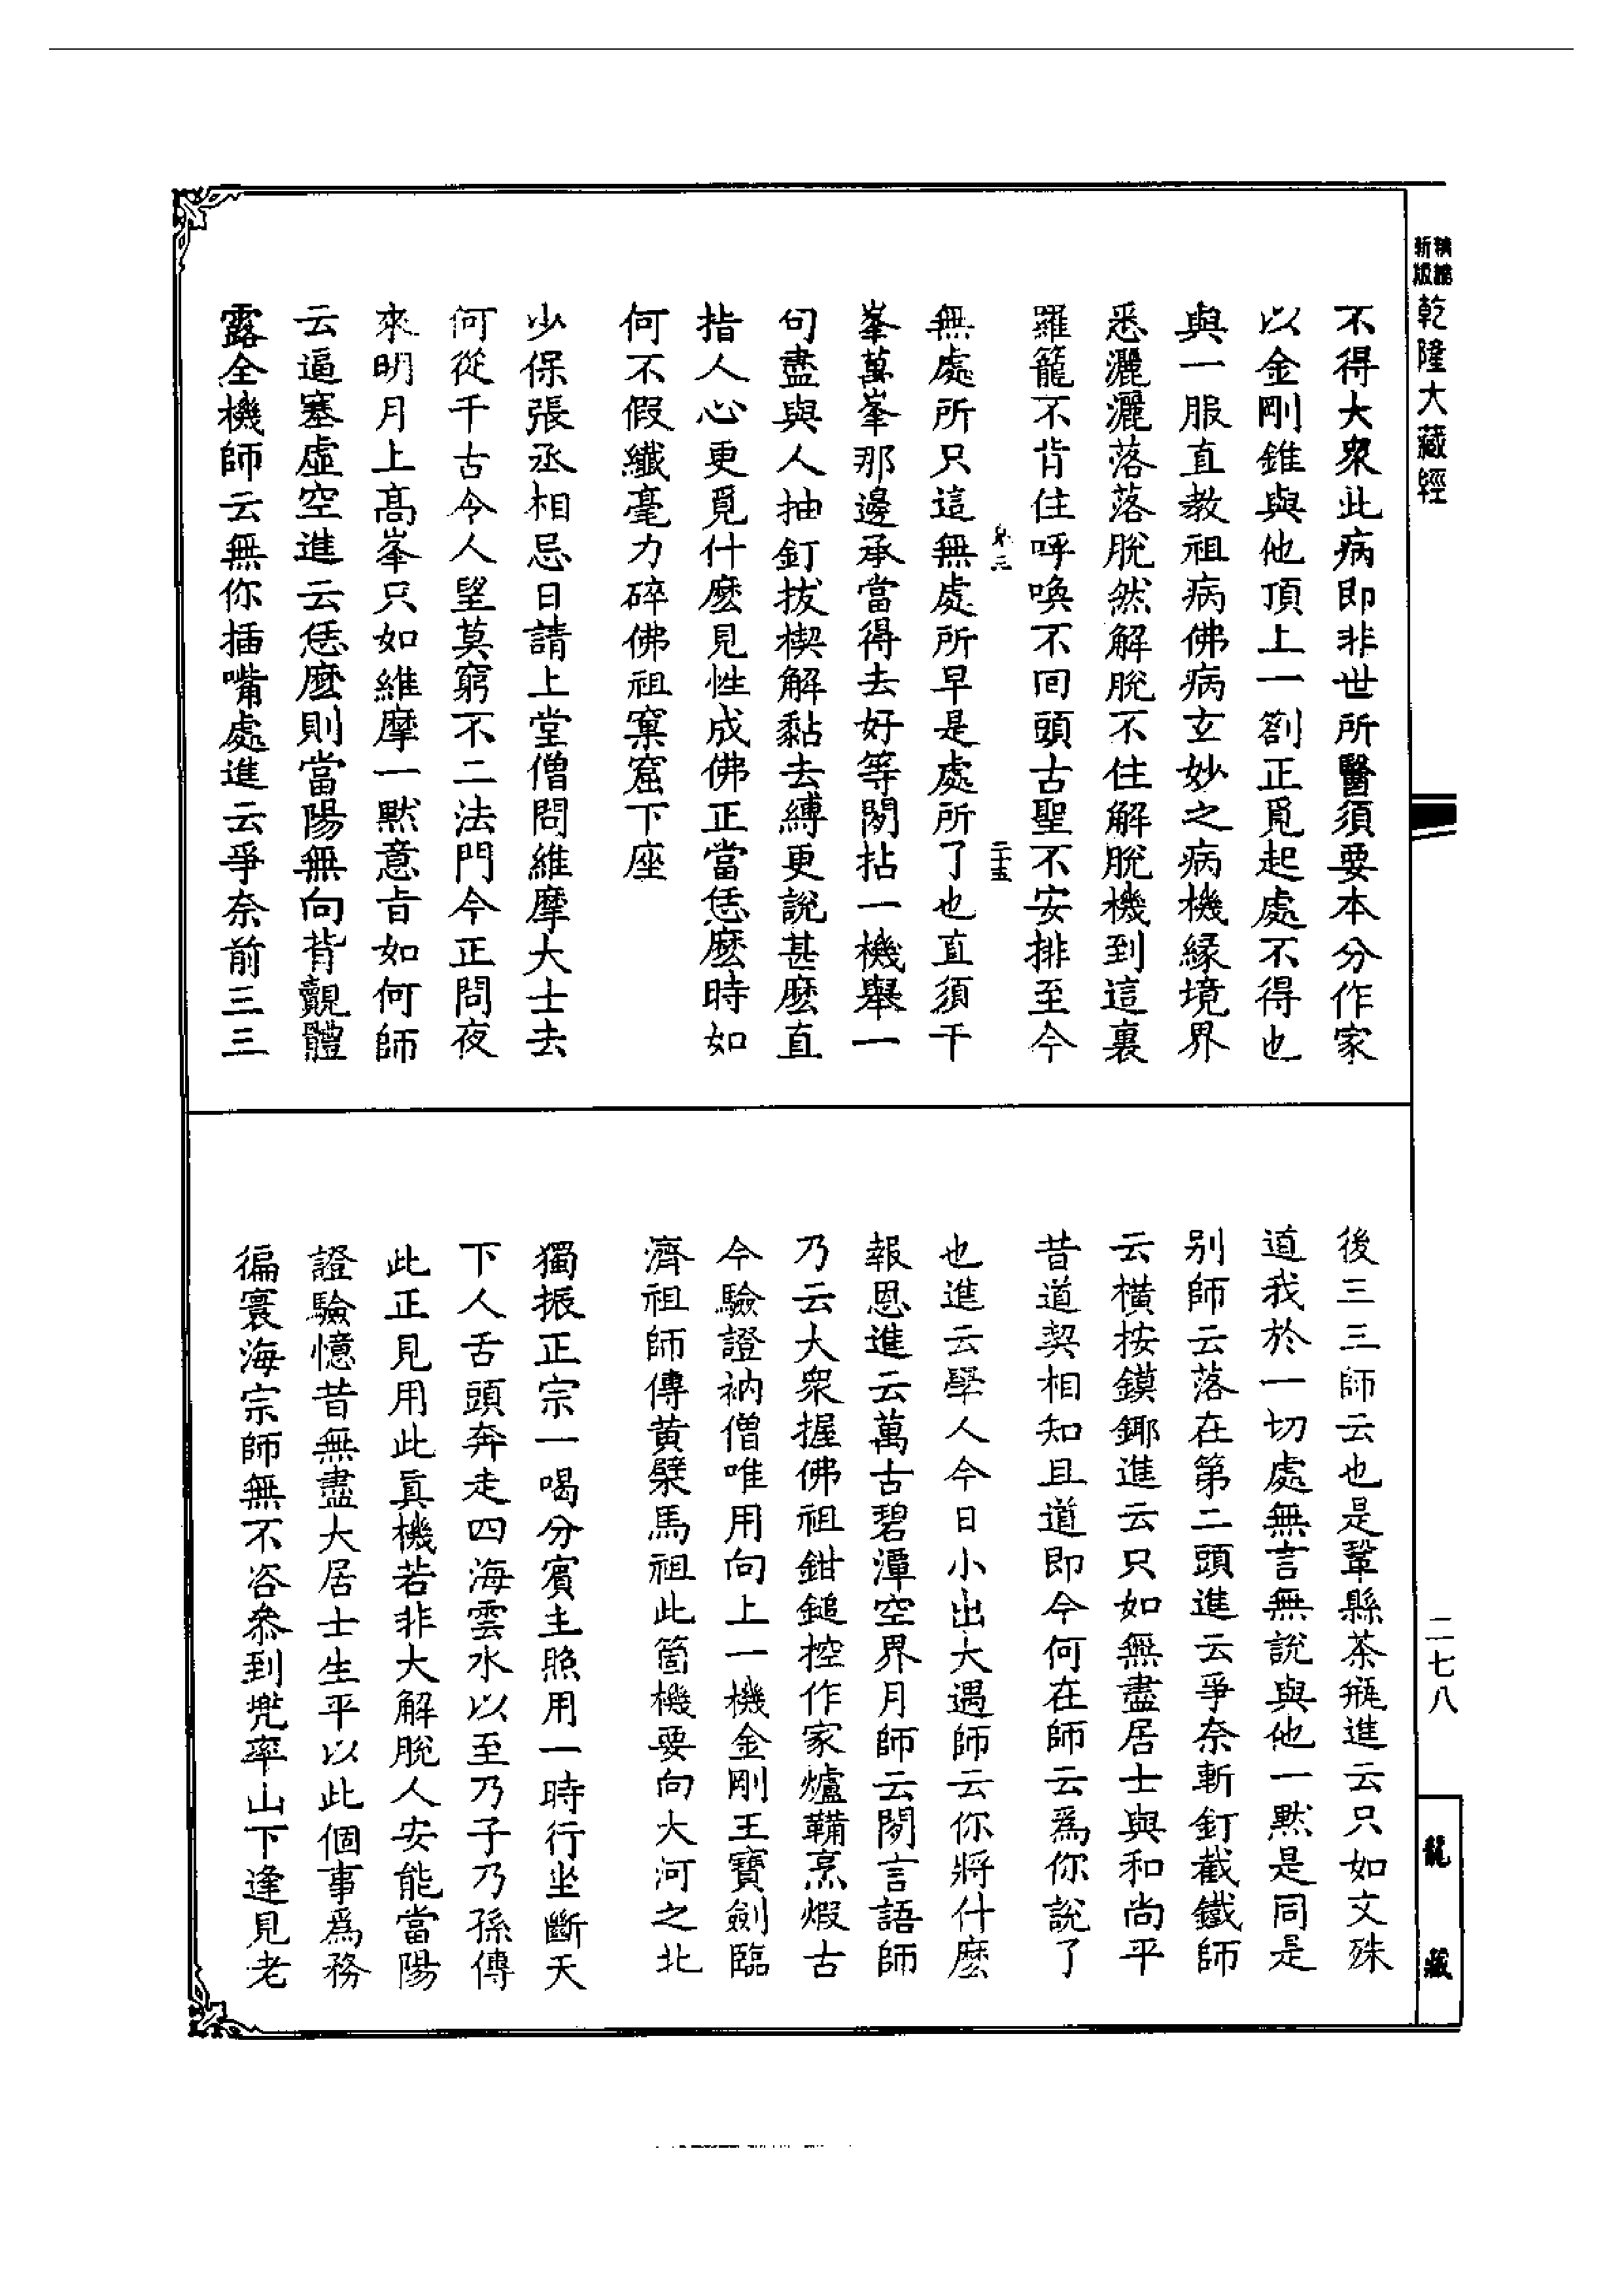 精縮新版
乾隆大藏經
不得大衆此病即非世所醫須要本分作家
以金剛錐與他頂上一劄正覓起處不得也
與一服直教祖病佛病玄妙之病機緣境界
悉灑灑落落脫然解脫不住解脫機到這裏
羅籠不肯住呼喚不回頭古聖不安排至今
二十五
無處所只這無處所早是處所了也直須千
峯萬峯那邊承當得去好等閑拈一機舉一
句盡與人抽釘拔楔解黏去縛更說甚麼直
指人心更覓什麼見性成佛正當恁麼時如
何不假纖毫力碎佛祖窠窟下座
少保張丞相忌日請上堂僧問維摩大士去
何從千古今人望莫窮不二法門今正問夜
來明月上高峯只如維摩一默意旨如何師
云逼塞虛空進云恁麼則當陽無向背覿體
露全機師云無你插嘴處進云爭奈前三三
後三三師云也是鞏縣茶瓶進云只如文殊
道我於一切處無言無說與他一默是同是
別師云落在第二頭進云爭奈斬釘截鐵師
云橫按鏌鎁進云只如無盡居士與和尚平
昔道契相知且道即今何在師云爲你說了
也進云學人今日小出大遇師云你將什麼
報恩進云萬古碧潭空界月師云閑言語師
乃云大衆握佛祖鉗鎚控作家爐鞴烹煅古
今驗證衲僧唯用向上一機金剛王寶劍臨
濟祖師傳黃檗馬祖此箇機要向大河之北
獨振正宗一喝分賓主照用一時行坐斷天
下人舌頭奔走四海雲水以至乃子乃孫傳
此正見用此真機若非大解脫人安能當陽
證驗憶昔無盡大居士生平以此個事爲務
徧寰海宗師無不咨叅到兜率山下逢見老
二七八
龍藏